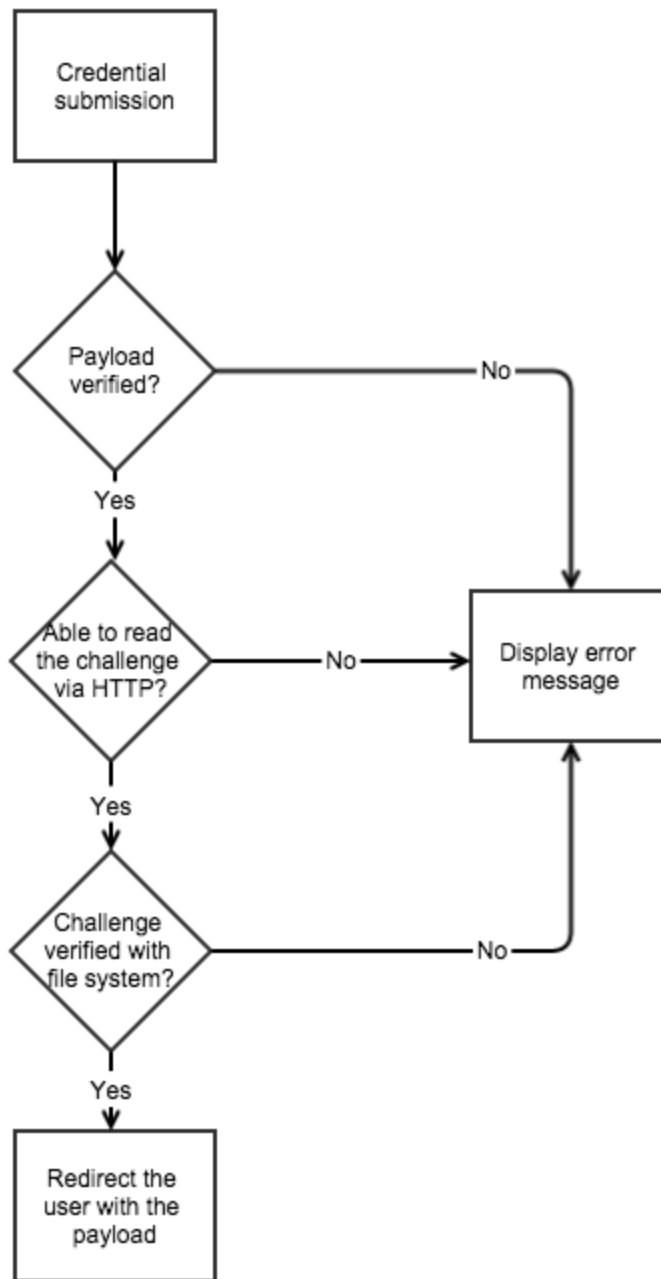 Credential
submission
Payload
verified?
No
Yes
Able to read
the challenge
via HTTP?
No
Display error
message
Yes
Challenge
verified with
file system?
No
Yes
Redirect the
user with the
payload